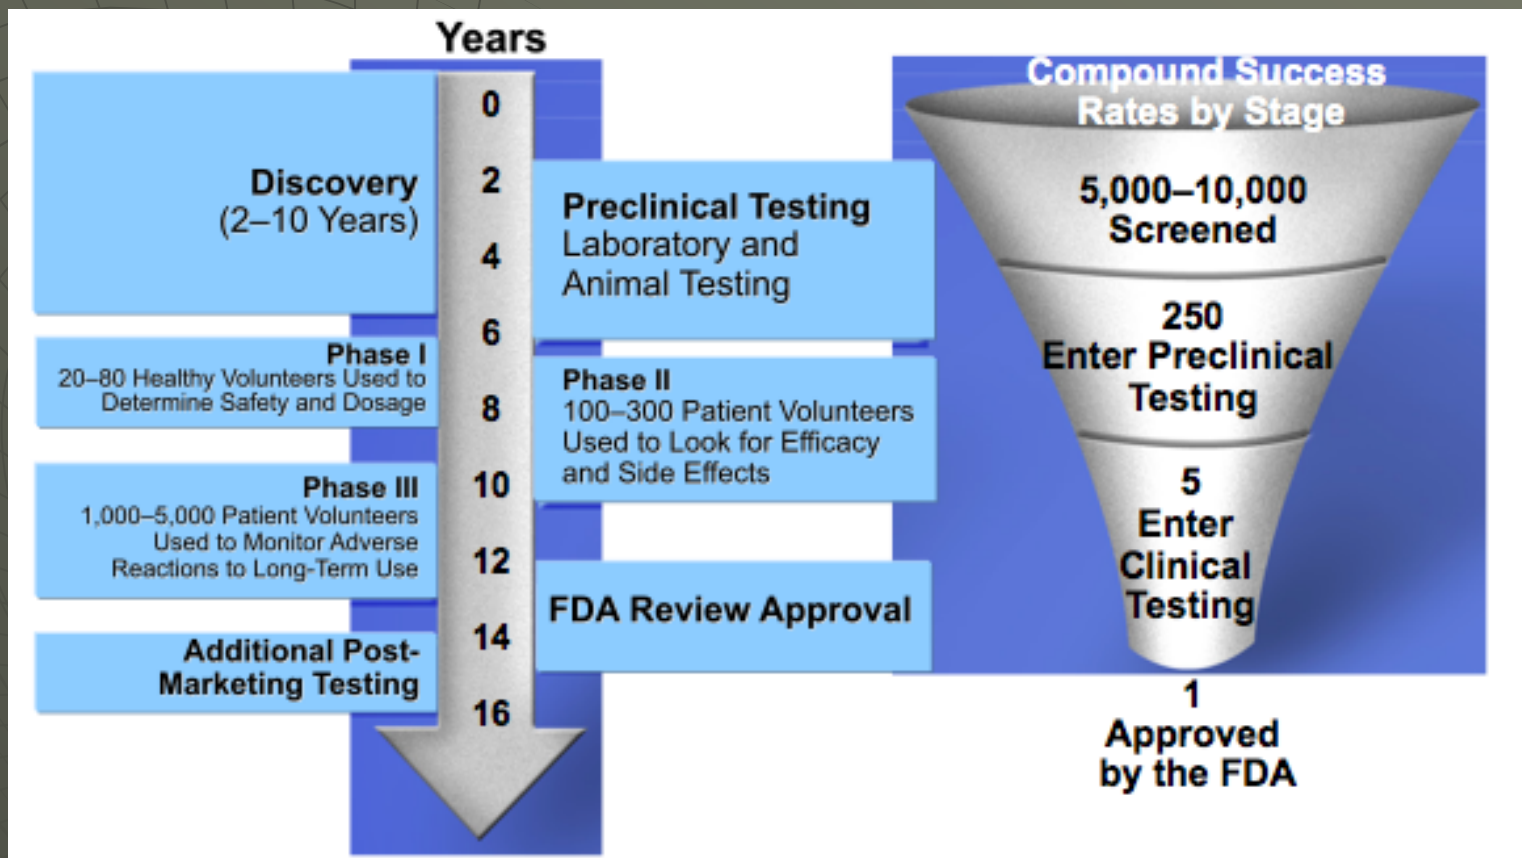 Years
0
2
4
6
8
10
12
14
16
Discovery
(2–10 Years)
Preclinical Testing
Laboratory and
Animal Testing
Phase I
20–80 Healthy Volunteers Used to
Determine Safety and Dosage
Phase II
100–300 Patient Volunteers
Used to Look for Efficacy
and Side Effects
Phase III
1,000–5,000 Patient Volunteers
Used to Monitor Adverse
Reactions to Long-Term Use
FDA Review Approval
Additional Post-
Marketing Testing
Compound Success
Rates by Stage
5,000–10,000
Screened
250
Enter Preclinical
Testing
5
Enter
Clinical
Testing
1
Approved
by the FDA